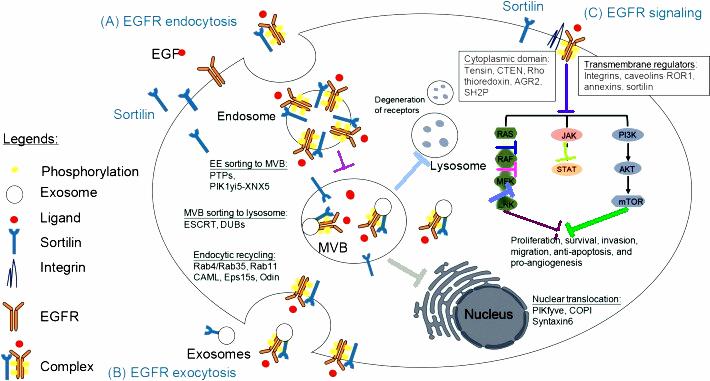 (A) EGFR endocytosis
Sortilin
(C) EGFR signaling
EGF
Sortilin
Endosome
Degeneration
of receptors
Lysosome
Cytoplasmic domain:
Tensin, CTEN, Rho
thioredoxin, AGR2,
SH2P
Transmembrane regulators:
Integrins, caveolins ROR1,
annexins, sortilin
RAS
JAK
PI3K
RAF
STAT
AKT
MEK
ERK
mTOR
Proliferation, survival, invasion,
migration, anti-apoptosis, and
pro-angiogenesis
EE sorting to MVB:
PTPs,
PIK1yi5-XNX5
MVB sorting to lysosome:
ESCRT, DUBs
MVB
Endocytic recycling:
Rab4/Rab35, Rab11
CAML, Eps15s, Odin
Nucleus
Nuclear translocation:
PIKfyve, COPI
Syntaxin6
Exosomes
(B) EGFR exocytosis
Legends:
Phosphorylation
Exosome
Ligand
Sortilin
Integrin
EGFR
Complex